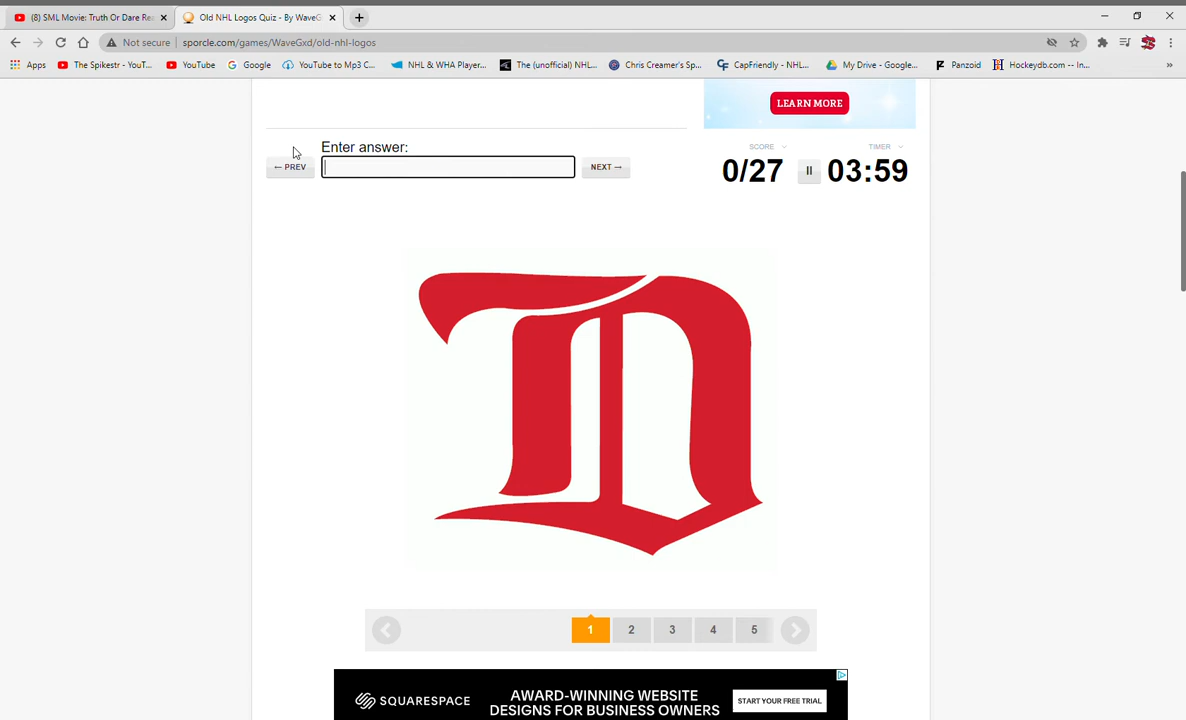 (8) SML Movie: Truth Or Dare Re
Old NHL Logos Quiz - By WaveG
Not secure
sporcle.com/games/WaveGxd/old-nhl-logos
Apps
The Spikestr - YouT...
YouTube
Google
YouTube to Mp3 C...
NHL & WHA Player...
The (unofficial) NHL...
Chris Creamer's Sp...
CapFriendly - NHL...
My Drive - Google...
Panzoid
Hockeydb.com -- In...
»
LEARN MORE
Enter answer:
← PREV
NEXT →
SCORE
TIMER
0/27
03:59
D
1 2 3 4 5
SQUARESPACE
AWARD-WINNING WEBSITE
DESIGNS FOR BUSINESS OWNERS
START YOUR FREE TRIAL